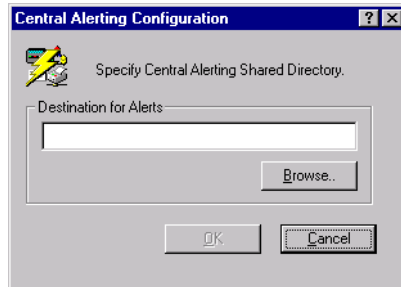 Central Alerting Configuration
Specify Central Alerting Shared Directory.
Destination for Alerts
Browse..
OK
Cancel